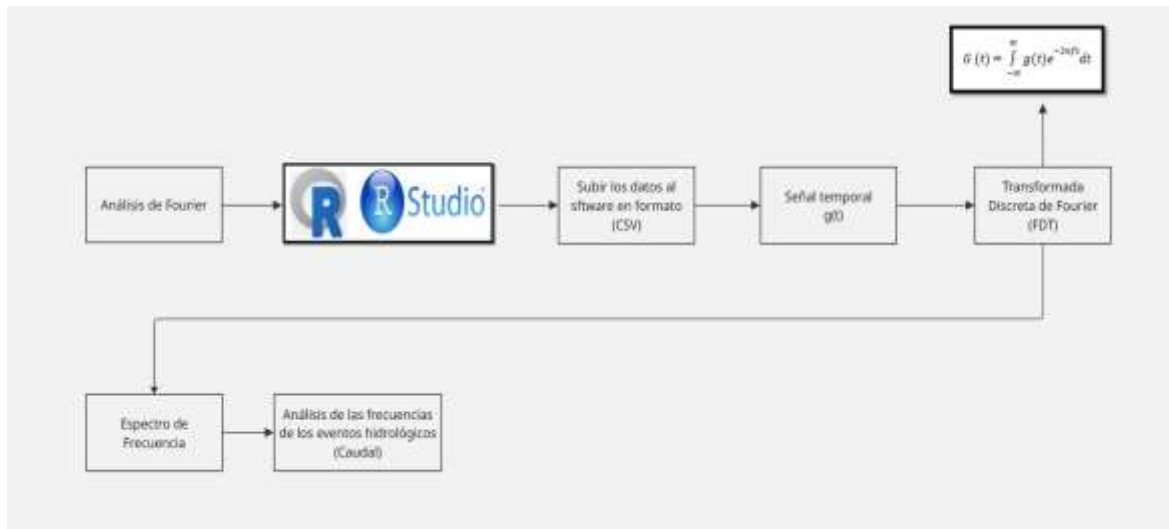 G (t) = ∫ g(t)e^-2πft dt
∞
-∞
Análisis de Fourier
R
R Studio
Subir los datos al
sftware en formato
(CSV)
Señal temporal
g(t)
Transformada
Discreta de Fourier
(FDT)
Espectro de
Frecuencia
Análisis de las frecuencias
de los eventos hidrológicos
(Caudal)